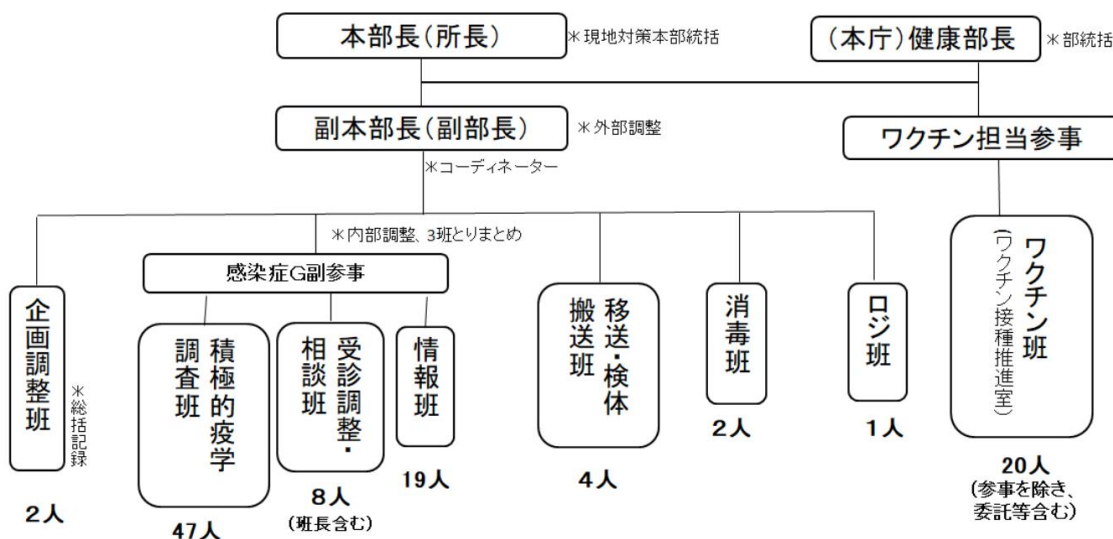 本部長(所長)
＊現地対策本部統括
(本庁)健康部長
＊部統括
副本部長(副部長)
＊外部調整
ワクチン担当参事
＊コーディネーター
＊内部調整、3班とりまとめ
感染症G副参事
企画調整班
＊総括記録
2人
積極的疫学
調査班
47人
受診調整・
相談班
8人
(班長含む)
情報班
19人
移送・検体
搬送班
4人
消毒班
2人
ロジ班
1人
ワクチン班
(ワクチン接種推進室)
20人
(参事を除き、
委託等含む)